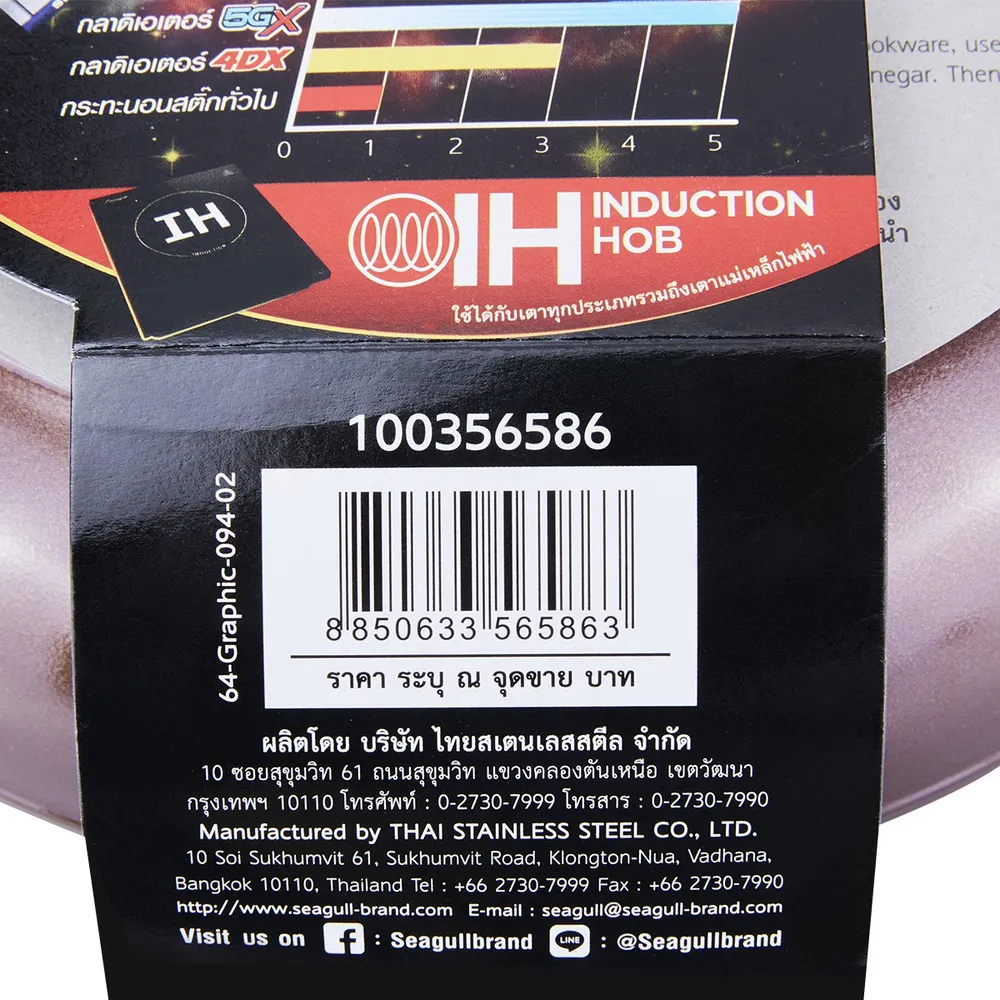 กลาดิเอเตอร์ 5GX
กลาดิเอเตอร์ 4DX
กระทะนอนสติ๊กทั่วไป
0 1 2 3 4 5
ookware, use
negar. Then
อง
นำ
IH
IH INDUCTION
HOB
ใช้ได้กับเตาทุกประเภทรวมถึงเตาแม่เหล็กไฟฟ้า
100356586
64-Graphic-094-02
8 850633 565863
ราคา ระบุ ณ จุดขาย บาท
ผลิตโดย บริษัท ไทยสเตนเลสสตีล จำกัด
10 ซอยสุขุมวิท 61 ถนนสุขุมวิท แขวงคลองตันเหนือ เขตวัฒนา
กรุงเทพฯ 10110 โทรศัพท์ : 0-2730-7999 โทรสาร : 0-2730-7990
Manufactured by THAI STAINLESS STEEL CO., LTD.
10 Soi Sukhumvit 61, Sukhumvit Road, Klongton-Nua, Vadhana,
Bangkok 10110, Thailand Tel : +66 2730-7999 Fax : +66 2730-7990
http://www.seagull-brand.com E-mail : seagull@seagull-brand.com
Visit us on f : Seagullbrand LINE : @Seagullbrand